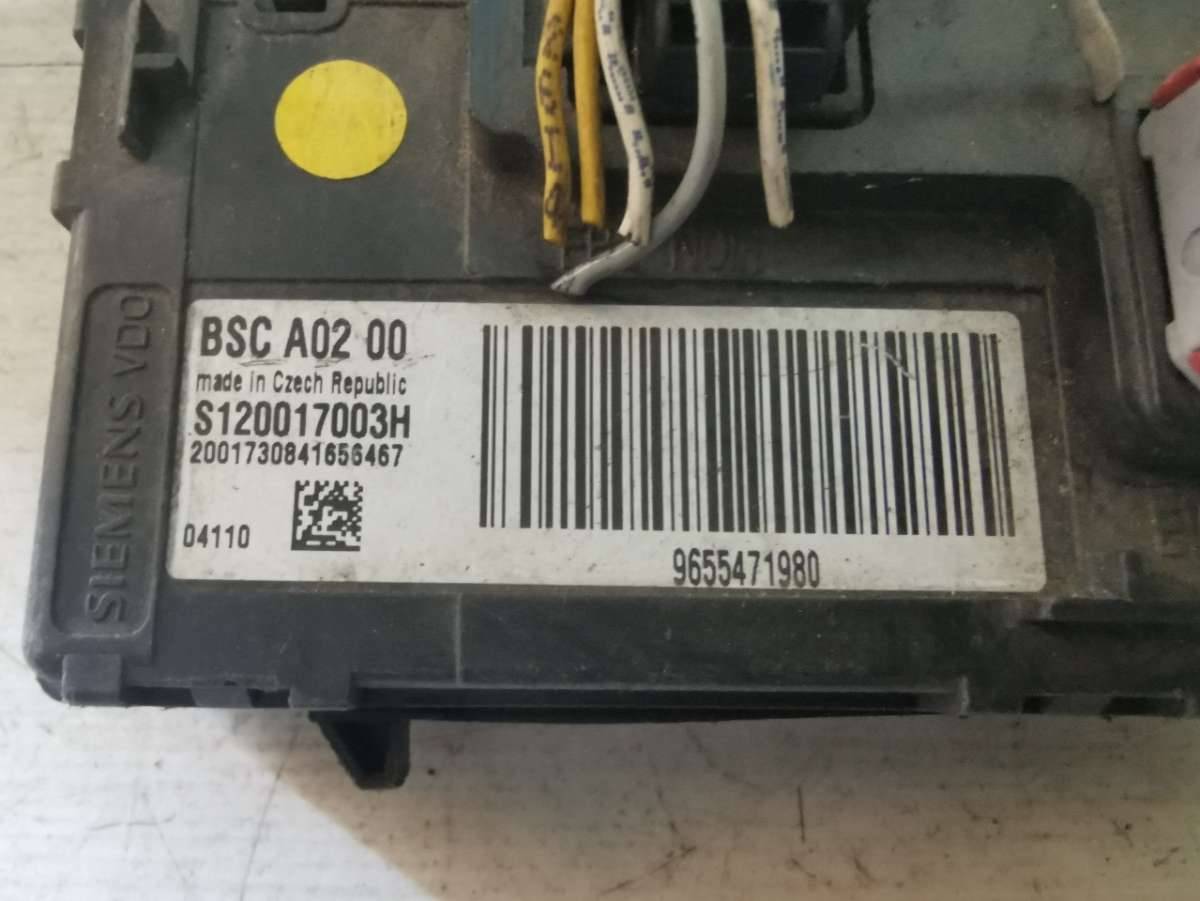 SIEMENS VDO
BSC A02 00
made in Czech Republic
S120017003H
2001730841656467
04110
9655471980